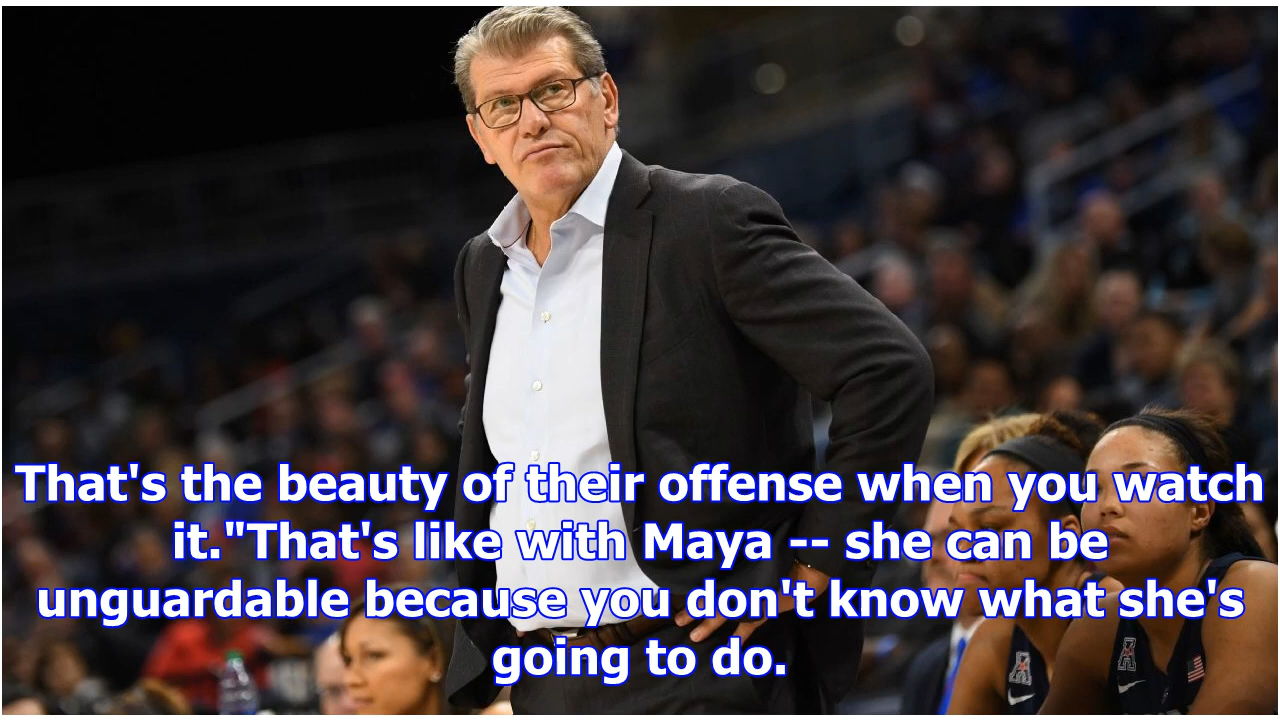 That's the beauty of their offense when you watch
it."That's like with Maya -- she can be
unguardable because you don't know what she's
going to do.